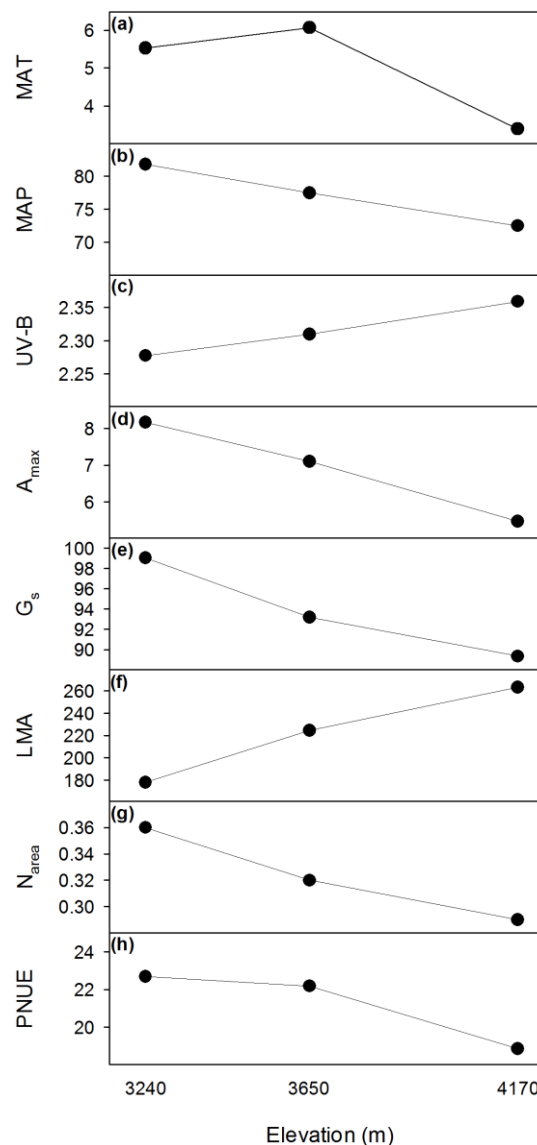 (a)
MAT
6
5
4
(b)
MAP
80
75
70
(c)
UV-B
2.35
2.30
2.25
(d)
Amax
8
7
6
(e)
Gs
100
98
96
94
92
90
(f)
LMA
260
240
220
200
180
(g)
Narea
0.36
0.34
0.32
0.30
(h)
PNUE
24
22
20
3240 3650 4170
Elevation (m)